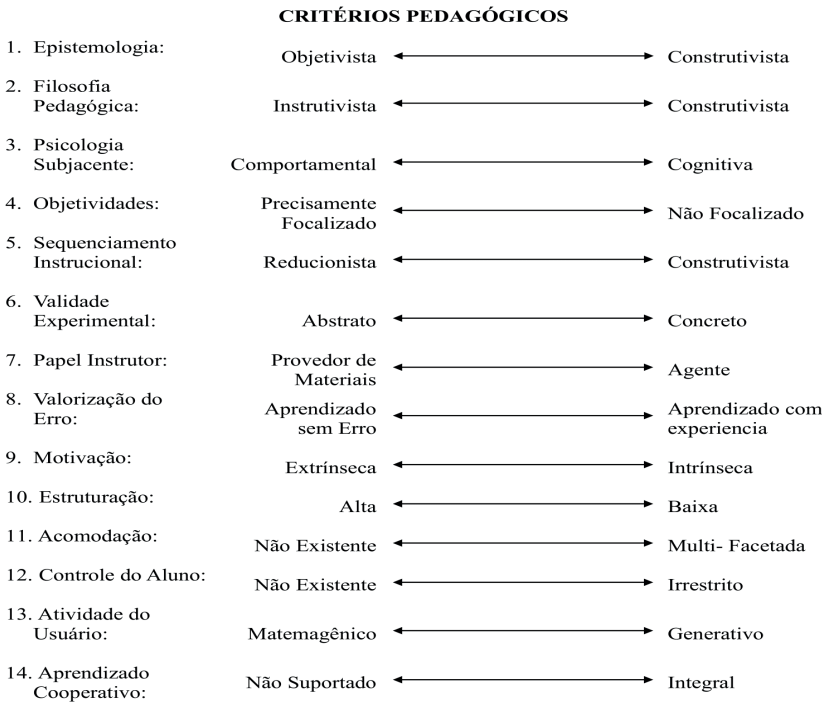 CRITÉRIOS PEDAGÓGICOS
1. Epistemologia: Objetivista Construtivista
2. Filosofia
Pedagógica: Instrutivista Construtivista
3. Psicologia
Subjacente: Comportamental Cognitiva
4. Objetividades: Precisamente
Focalizado Não Focalizado
5. Sequenciamento
Instrucional: Reducionista Construtivista
6. Validade
Experimental: Abstrato Concreto
7. Papel Instrutor: Provedor de
Materiais Agente
8. Valorização do
Erro: Aprendizado
sem Erro Aprendizado com
experiencia
9. Motivação: Extrínseca Intrínseca
10. Estruturação: Alta Baixa
11. Acomodação: Não Existente Multi- Facetada
12. Controle do Aluno: Não Existente Irrestrito
13. Atividade do
Usuário: Matemagênico Generativo
14. Aprendizado
Cooperativo: Não Suportado Integral